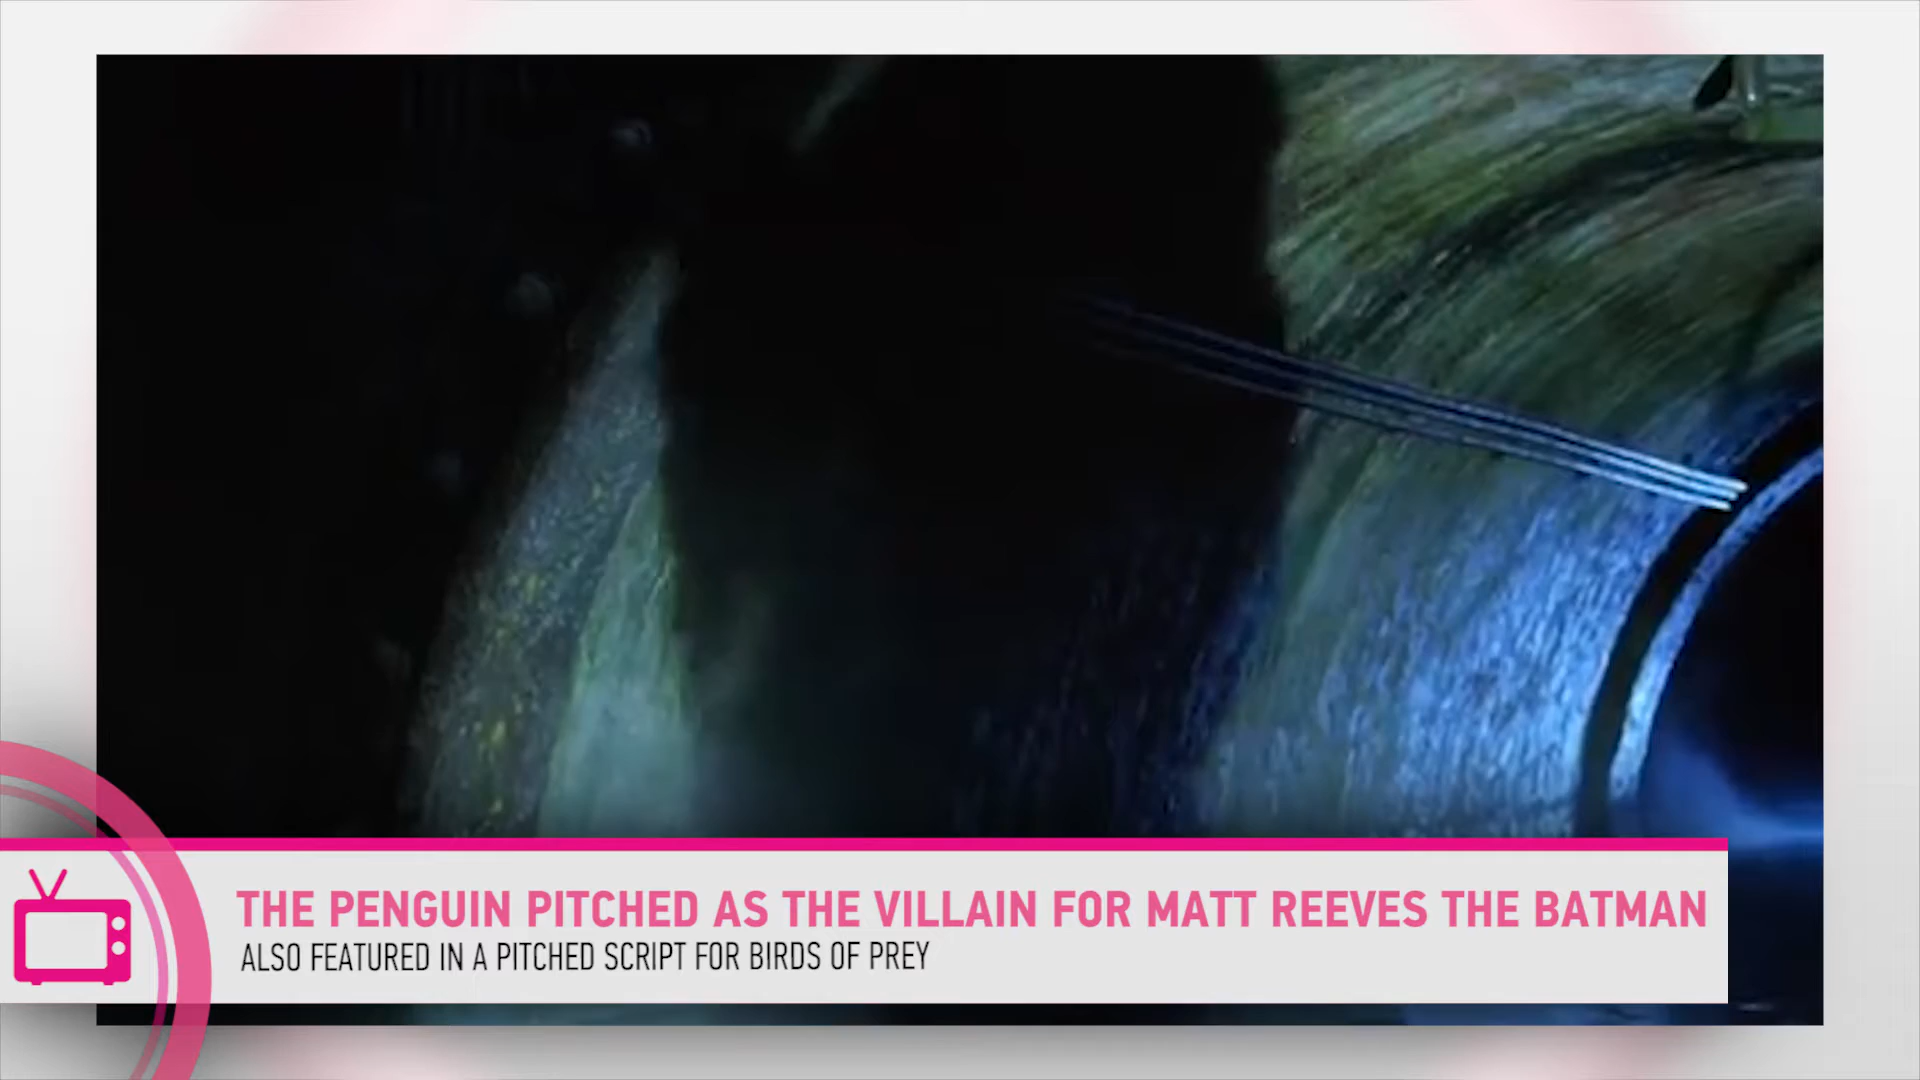 THE PENGUIN PITCHED AS THE VILLAIN FOR MATT REEVES THE BATMAN
ALSO FEATURED IN A PITCHED SCRIPT FOR BIRDS OF PREY